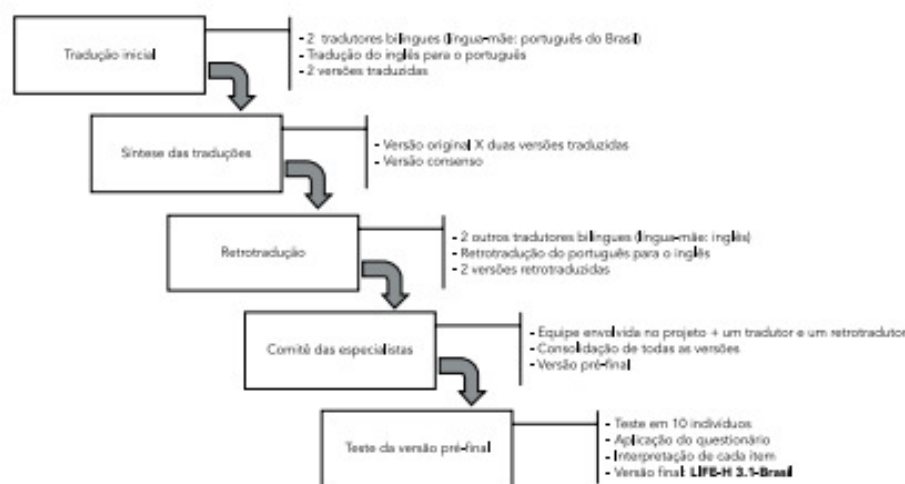 Tradução inicial
- 2 tradutores bilingues (língua-mãe: português do Brasil)
- Tradução do inglês para o português
- 2 versões traduzidas
Síntese das traduções
- Versão original X duas versões traduzidas
- Versão consenso
Retrotradução
- 2 outros tradutores bilingues (língua-mãe: inglês)
- Retrotradução do português para o inglês
- 2 versões retrotraduzidas
Comitê das especialistas
- Equipe envolvida no projeto + um tradutor e um retrotradutor
- Consolidação de todas as versões
- Versão pré-final
Teste da versão pré-final
- Teste em 10 indivíduos
- Aplicação do questionário
- Interpretação de cada item
- Versão final: LIFE-H 3.1-Brasil